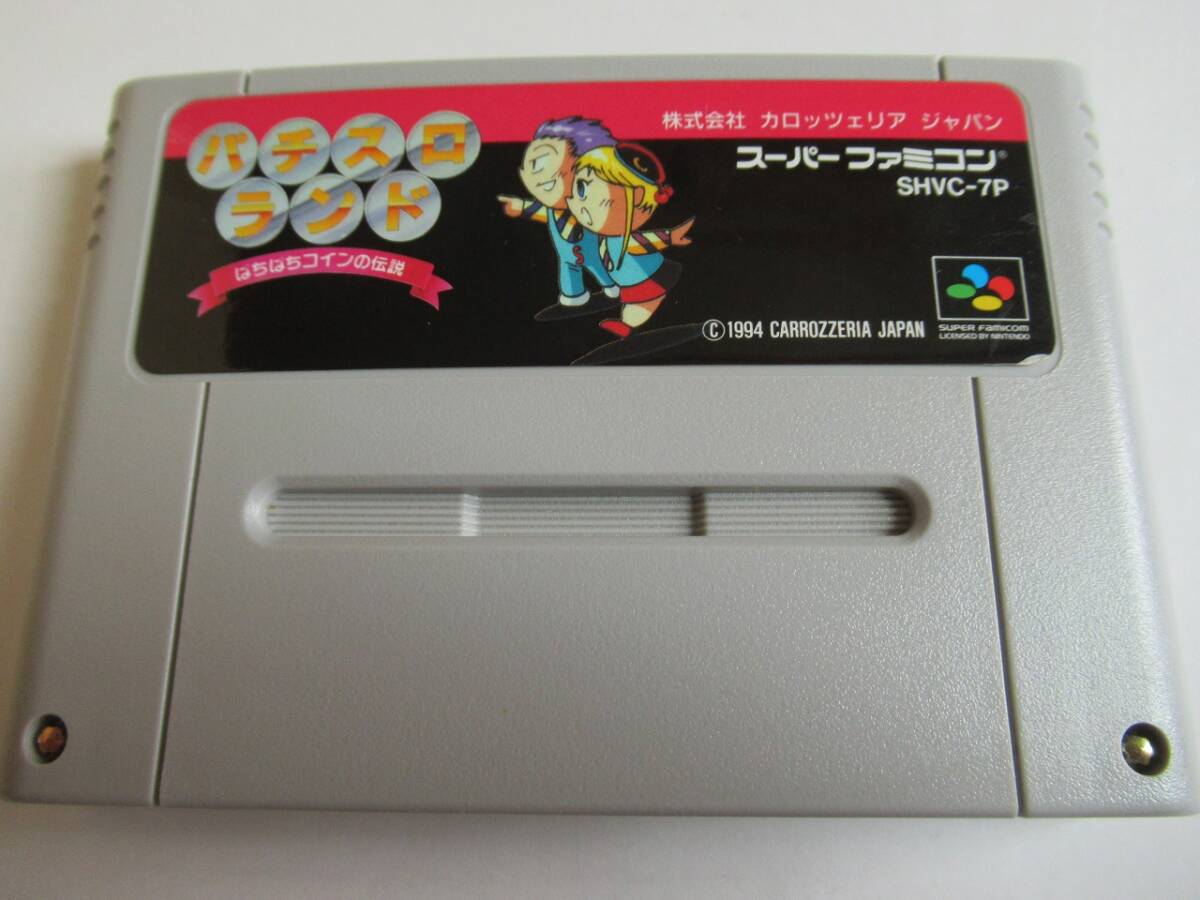 パチスロ
ランド
ぱちぱちコインの伝説
株式会社 カロッツェリア ジャパン
スーパーファミコン®
SHVC-7P
S
©1994 CARROZZERIA JAPAN
SUPER FAMICOM
LICENSED BY NINTENDO